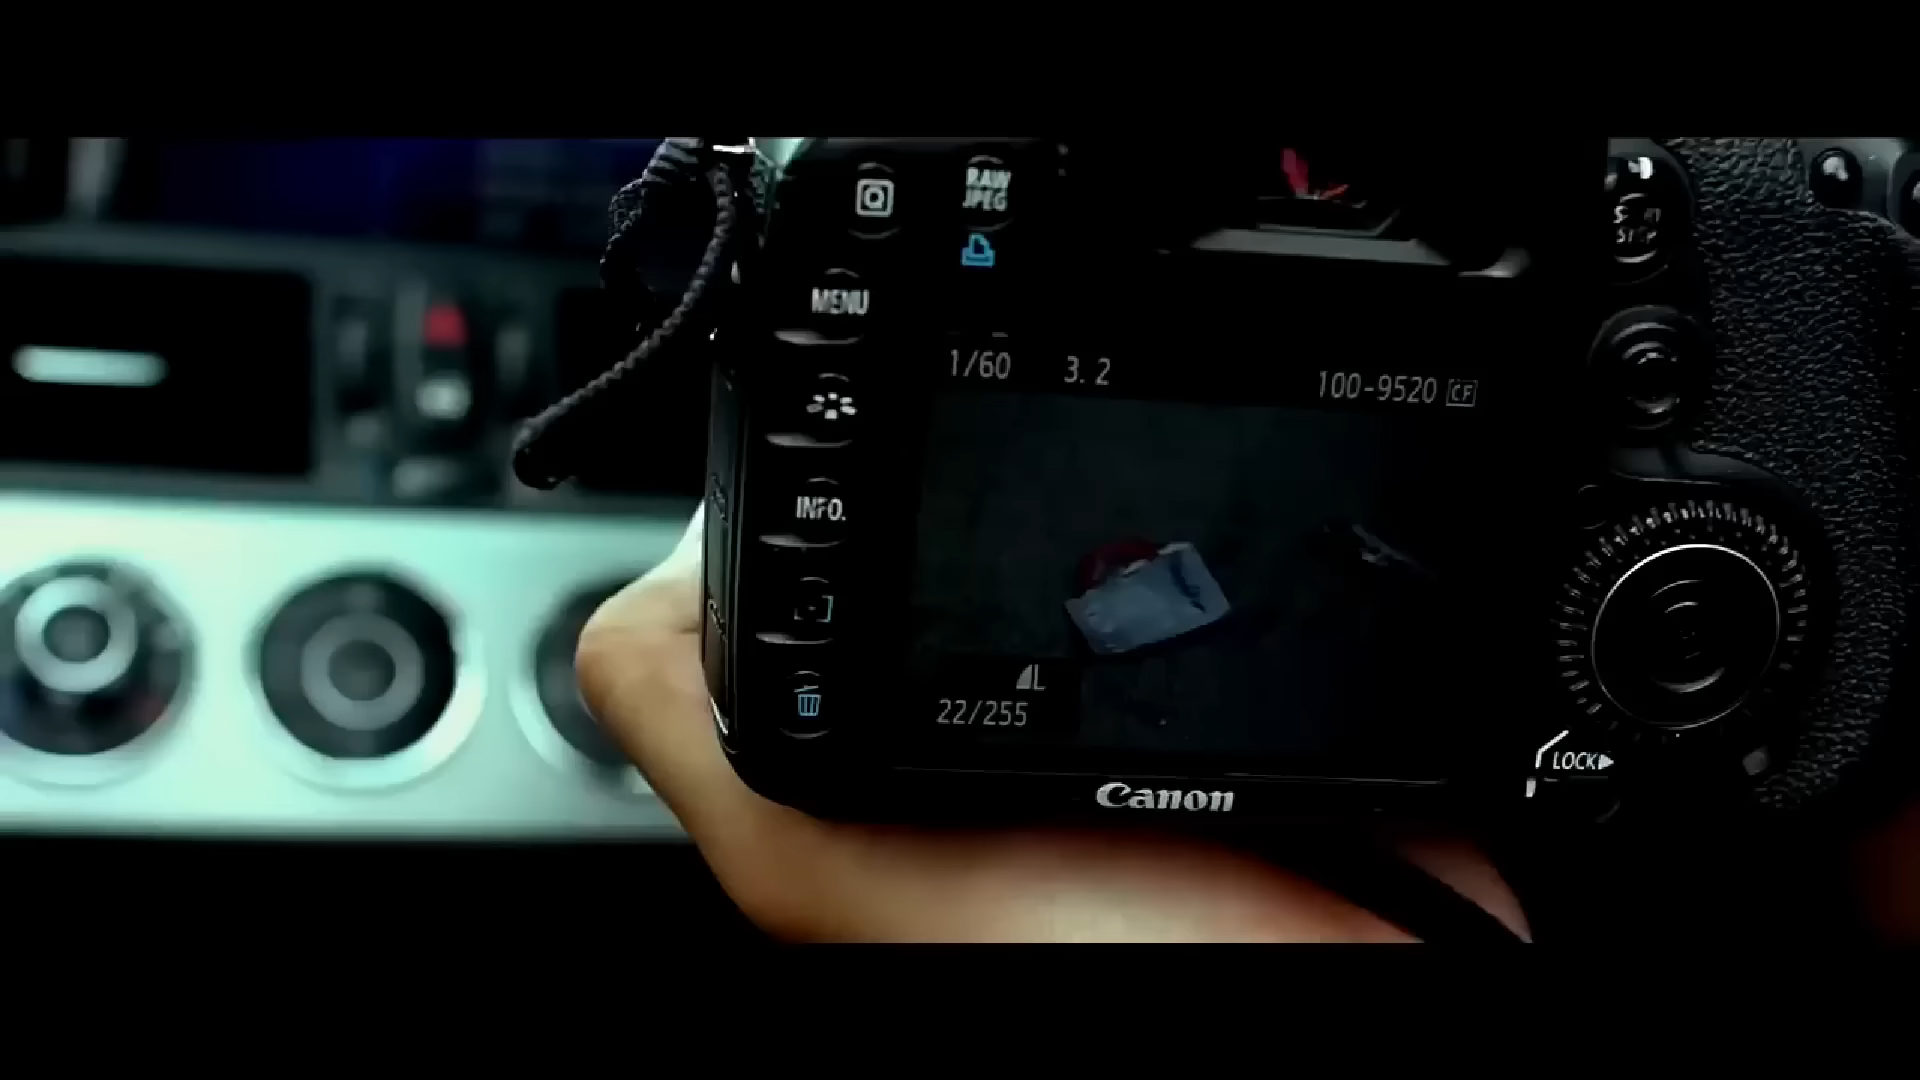 Q
RAW
JPEG
MENU
1/60 3.2 100-9520 CF
INFO.
L
22/255
LOCK
Canon